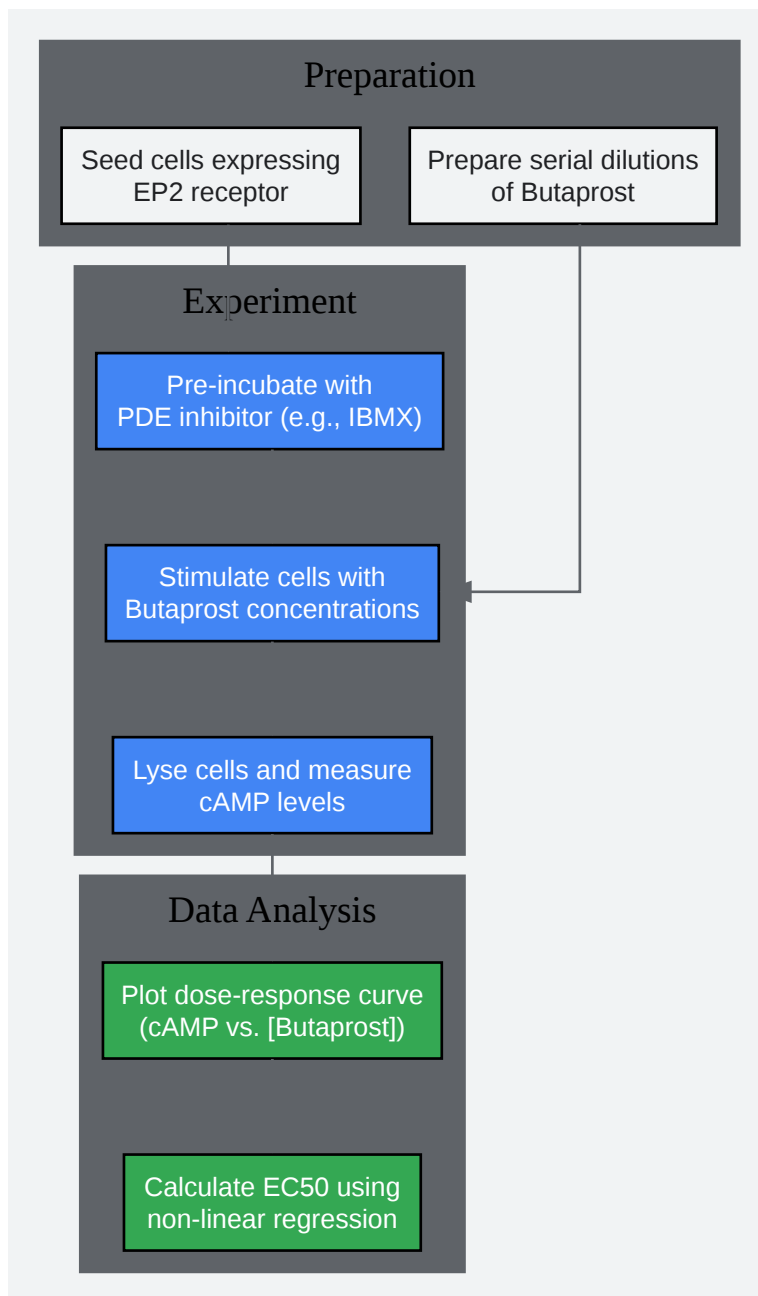 Preparation
Seed cells expressing
EP2 receptor
Prepare serial dilutions
of Butaprost
Experiment
Pre-incubate with
PDE inhibitor (e.g., IBMX)
Stimulate cells with
Butaprost concentrations
Lyse cells and measure
cAMP levels
Data Analysis
Plot dose-response curve
(cAMP vs. [Butaprost])
Calculate EC50 using
non-linear regression